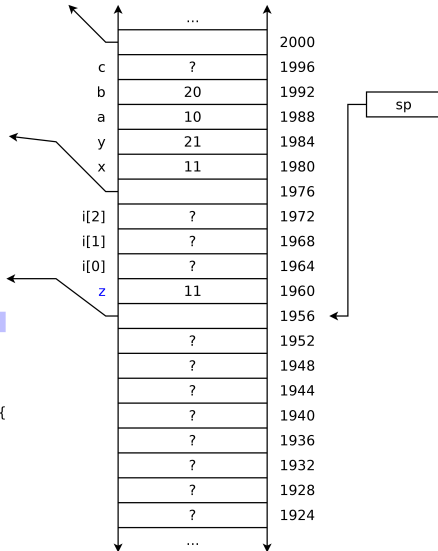 ...
2000
c ? 1996
b 20 1992
a 10 1988 sp
y 21 1984
x 11 1980
1976
i[2] ? 1972
i[1] ? 1968
i[0] ? 1964
z 11 1960
1956
? 1952
? 1948
? 1944
{ ? 1940
? 1936
? 1932
? 1928
? 1924
...